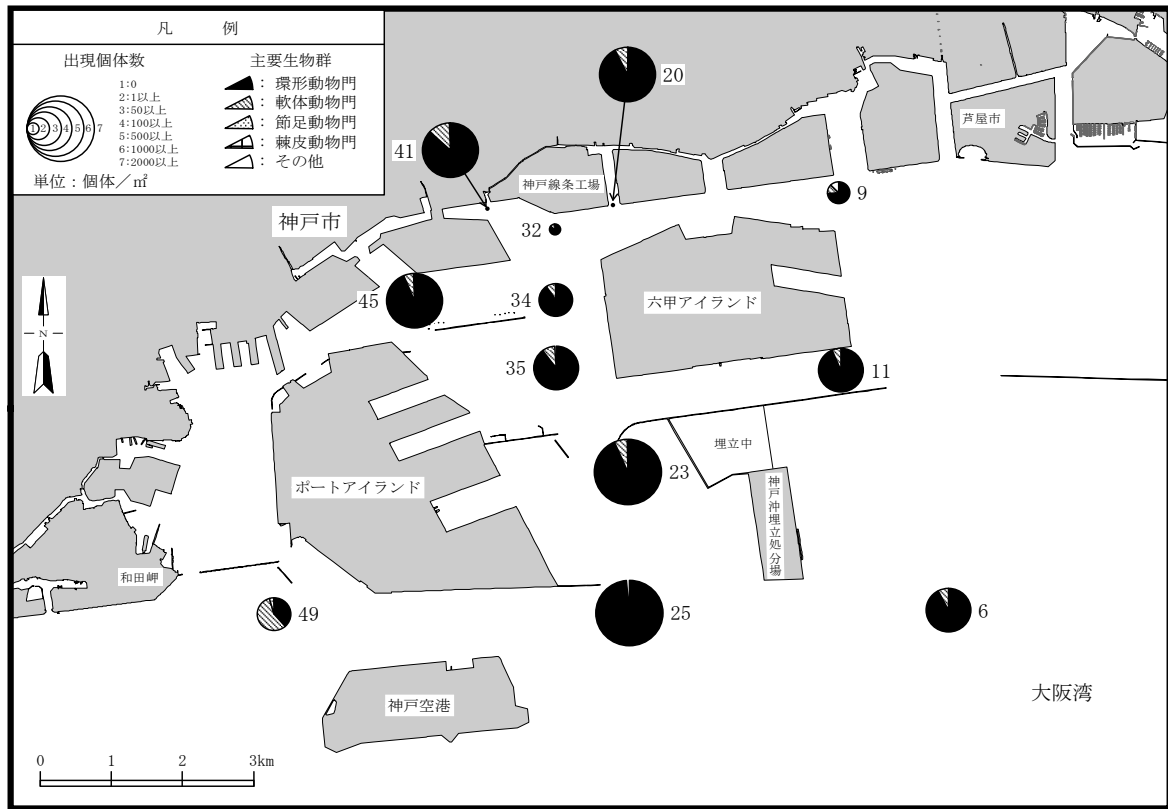 凡　　　例
出現個体数
1:0
2:1以上
3:50以上
4:100以上
5:500以上
6:1000以上
7:2000以上
1 2 3 4 5 6 7
単位：個体／㎡
主要生物群
： 環形動物門
： 軟体動物門
： 節足動物門
： 棘皮動物門
： その他
20
41
芦屋市
神戸線条工場
9
神戸市
32
45
34
六甲アイランド
N
35
11
埋立中
23
ポートアイランド
神戸沖埋立処分場
和田岬
49
25
6
大阪湾
神戸空港
0 1 2 3km